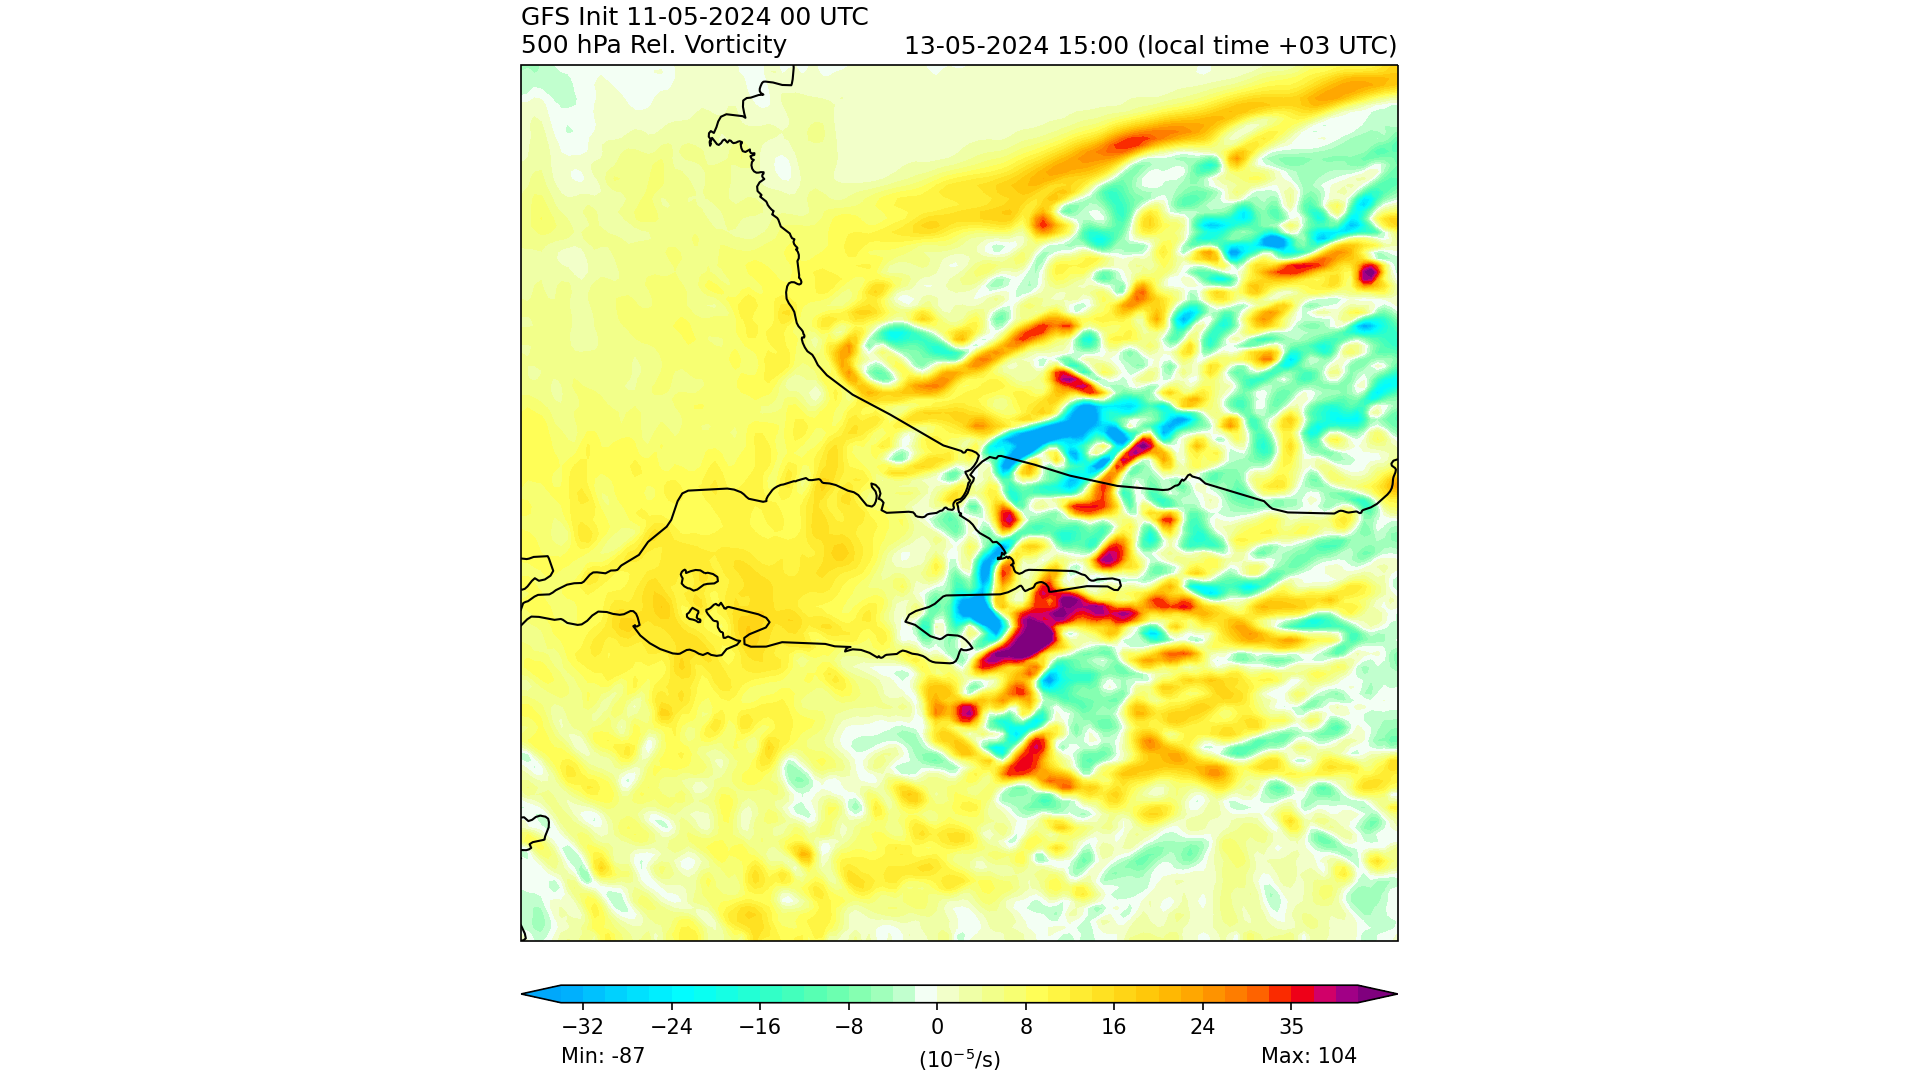 GFS Init 11-05-2024 00 UTC
500 hPa Rel. Vorticity
13-05-2024 15:00 (local time +03 UTC)
−32 −24 −16 −8 0 8 16 24 35
Min: -87 (10⁻⁵/s) Max: 104